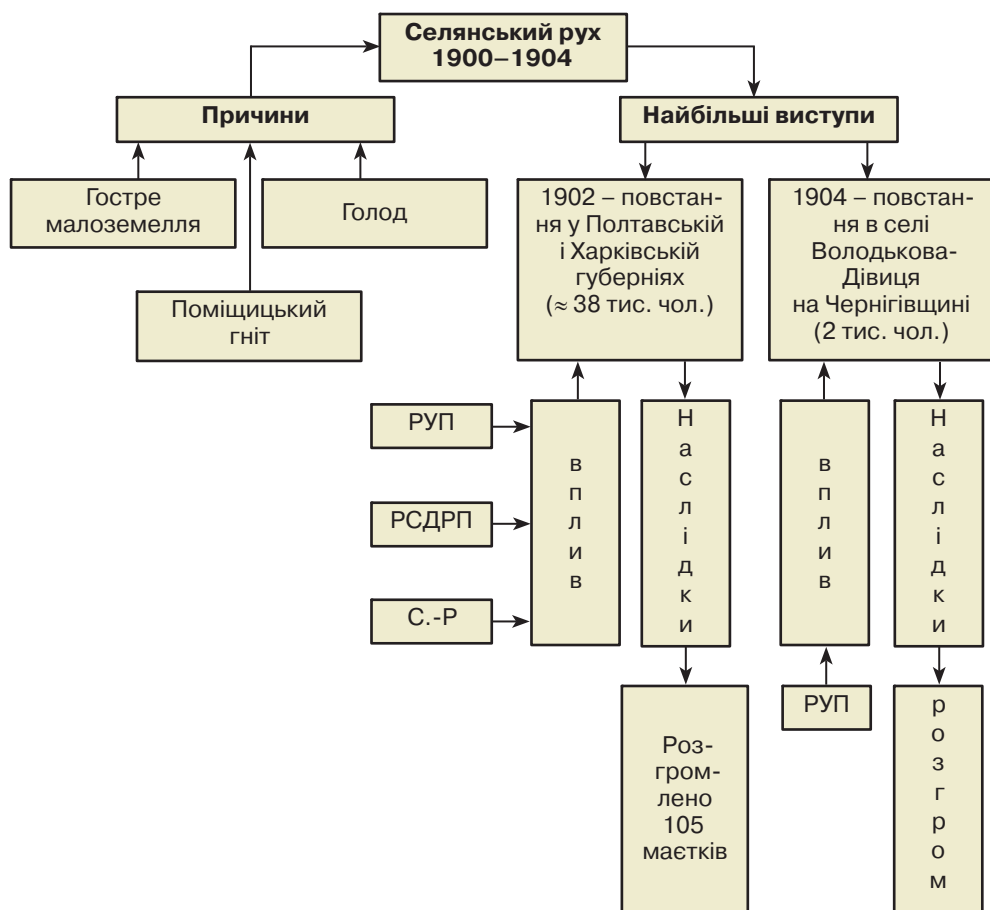 Селянський рух
1900–1904
Причини
Найбільші виступи
Гостре
малоземелля
Голод
Поміщицький
гніт
1902 – повстан-
ня у Полтавській
і Харківській
губерніях
(≈ 38 тис. чол.)
1904 – повстан-
ня в селі
Володькова-
Дівиця
на Чернігівщині
(2 тис. чол.)
РУП
РСДРП
С.-Р
в
п
л
и
в
Н
а
с
л
і
д
к
и
в
п
л
и
в
Н
а
с
л
і
д
к
и
Роз-
гром-
лено
105
маєтків
РУП
р
о
з
г
р
о
м